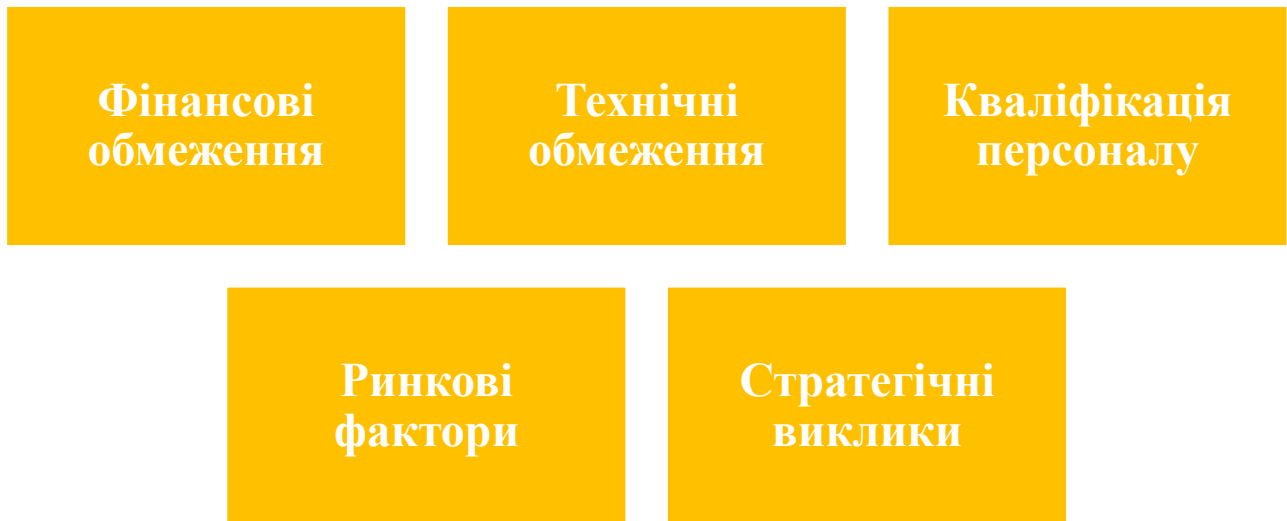 Фінансові
обмеження
Технічні
обмеження
Кваліфікація
персоналу
Ринкові
фактори
Стратегічні
виклики